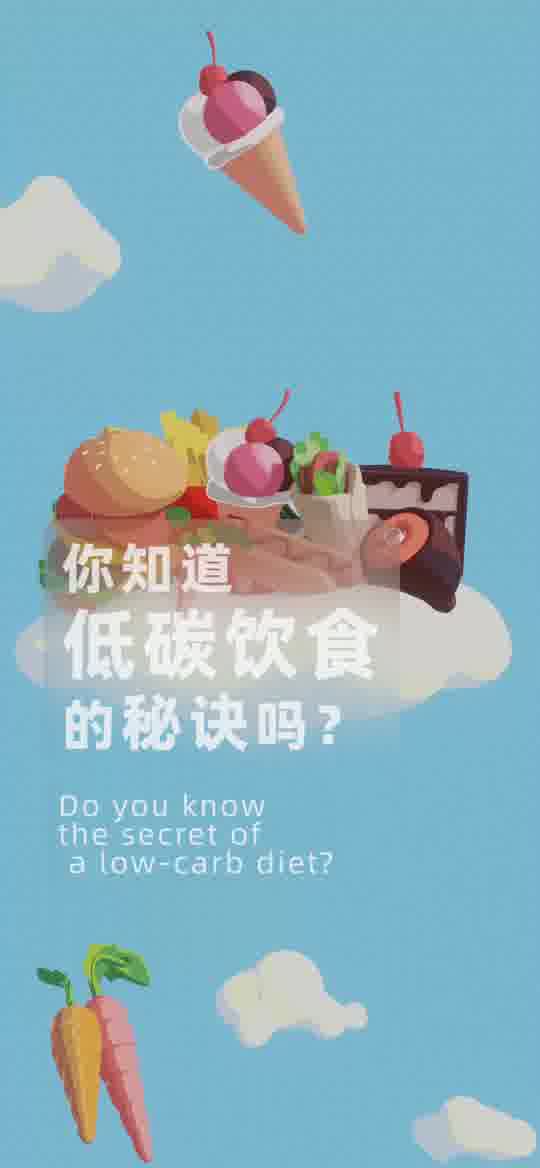 你知道
低碳饮食
的秘诀吗?
Do you know
the secret of
a low-carb diet?